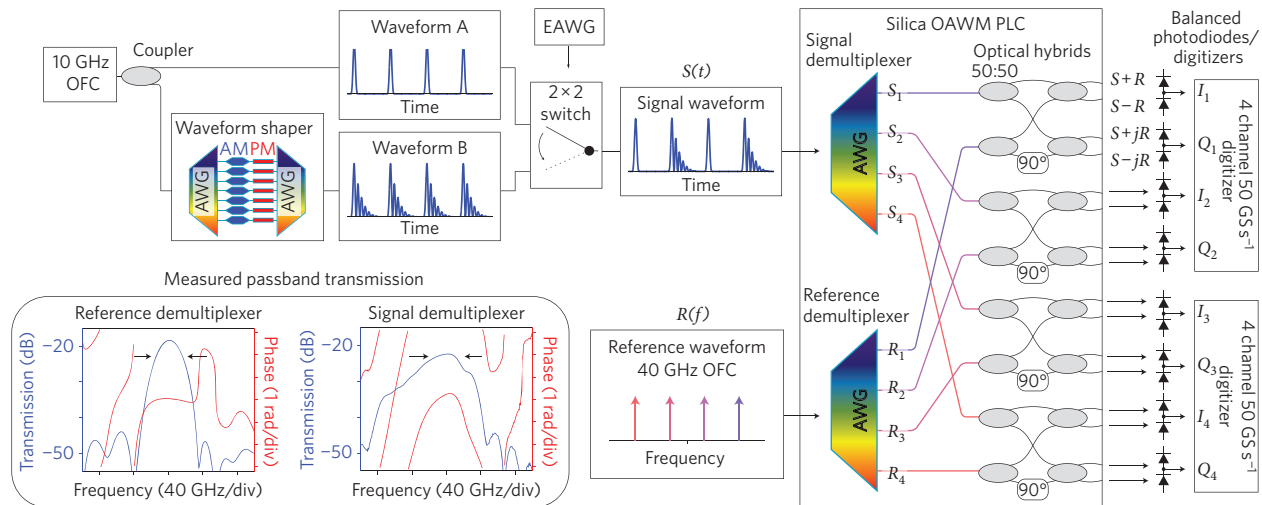 10 GHz
OFC
Coupler
Waveform shaper
AM PM
AWG
AWG
Waveform A
Time
Waveform B
Time
EAWG
2 × 2
switch
S(t)
Signal waveform
Time
Silica OAWM PLC
Signal
demultiplexer
AWG
S1
S2
S3
S4
Reference
demultiplexer
AWG
R1
R2
R3
R4
Optical hybrids
50:50
90°
90°
90°
90°
Balanced
photodiodes/
digitizers
S + R
S – R
S + jR
S – jR
I1
Q1
I2
Q2
4 channel 50 GS s–1
digitizer
I3
Q3
I4
Q4
4 channel 50 GS s–1
digitizer
R(f)
Reference waveform
40 GHz OFC
Frequency
Measured passband transmission
Reference demultiplexer
Transmission (dB)
–20
–50
Phase (1 rad/div)
Frequency (40 GHz/div)
Signal demultiplexer
Transmission (dB)
–20
–50
Phase (1 rad/div)
Frequency (40 GHz/div)